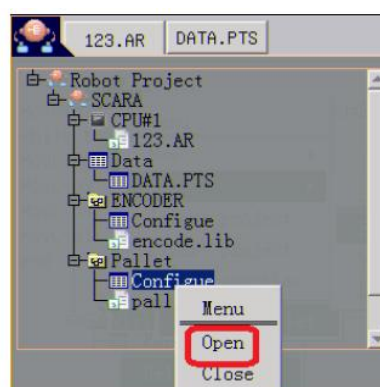 123.AR DATA.PTS
Robot Project
SCARA
CPU#1
123.AR
Data
DATA.PTS
ENCODER
Configue
encode.lib
Pallet
Configue
pall
Menu
Open
Close